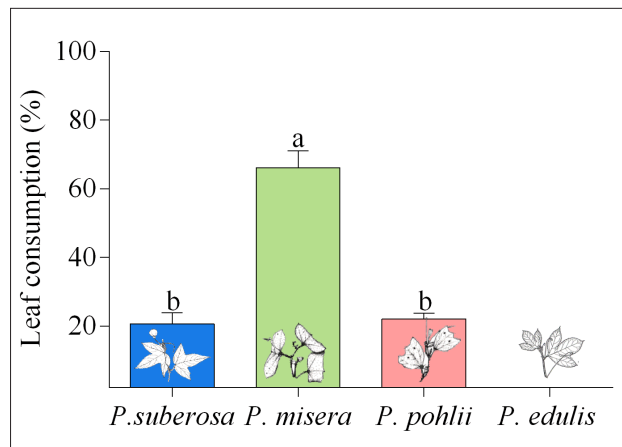 Leaf consumption (%)
100
80
60
40
20
b
a
b
P.suberosa
P. misera
P. pohlii
P. edulis